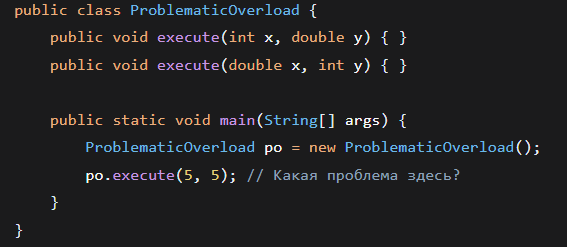 public class ProblematicOverload {
    public void execute(int x, double y) { }
    public void execute(double x, int y) { }

    public static void main(String[] args) {
        ProblematicOverload po = new ProblematicOverload();
        po.execute(5, 5); // Какая проблема здесь?
    }
}